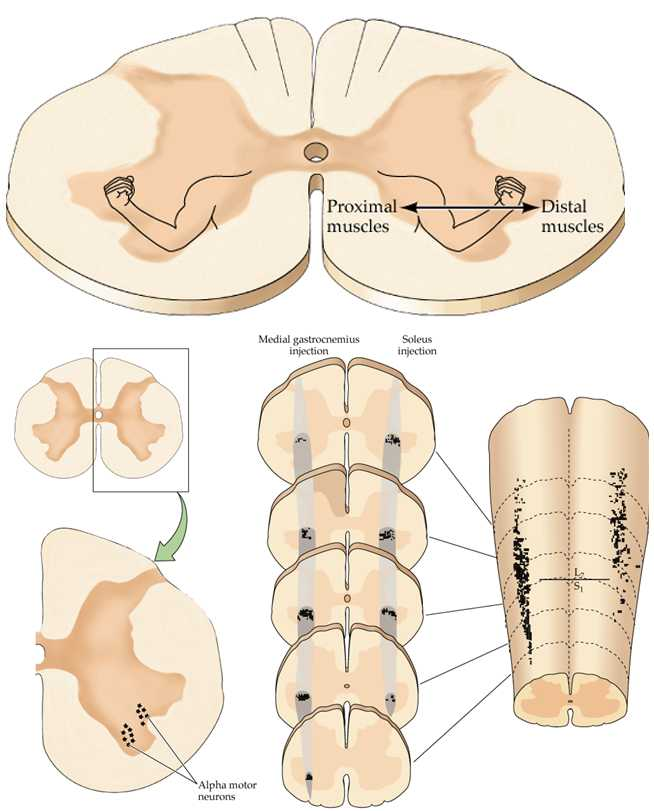 Proximal
muscles
Distal
muscles
Medial gastrocnemius
injection
Soleus
injection
L7
S1
Alpha motor
neurons